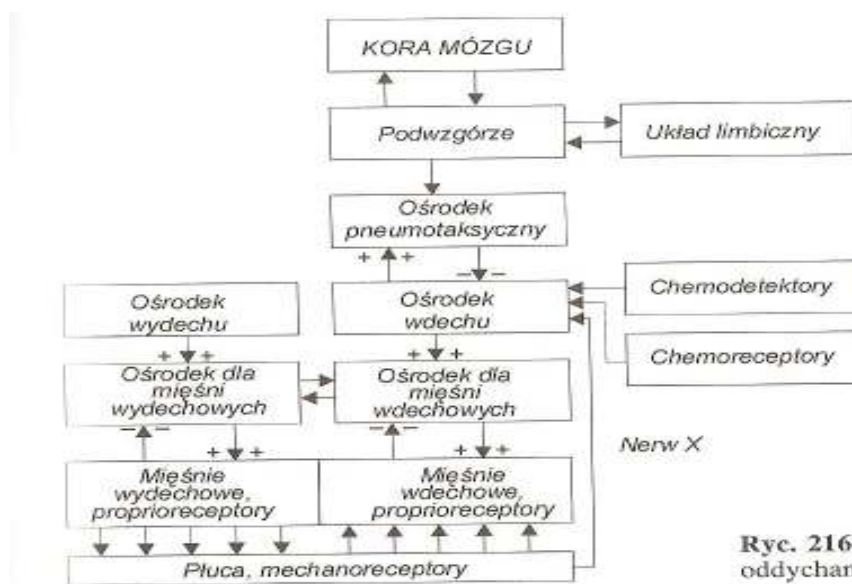 KORA MÓZGU
Podwzgórze
Układ limbiczny
Ośrodek
pneumotaksyczny
+ +
– –
Ośrodek
wydechu
Ośrodek
wdechu
Chemodetektory
Chemoreceptory
+ +
+ +
Ośrodek dla
mięśni
wydechowych
Ośrodek dla
mięśni
wdechowych
– –
+ +
– –
+ +
Nerw X
Mięśnie
wydechowe,
proprioreceptory
Mięśnie
wdechowe,
proprioreceptory
Płuca, mechanoreceptory
Ryc. 216
oddychan